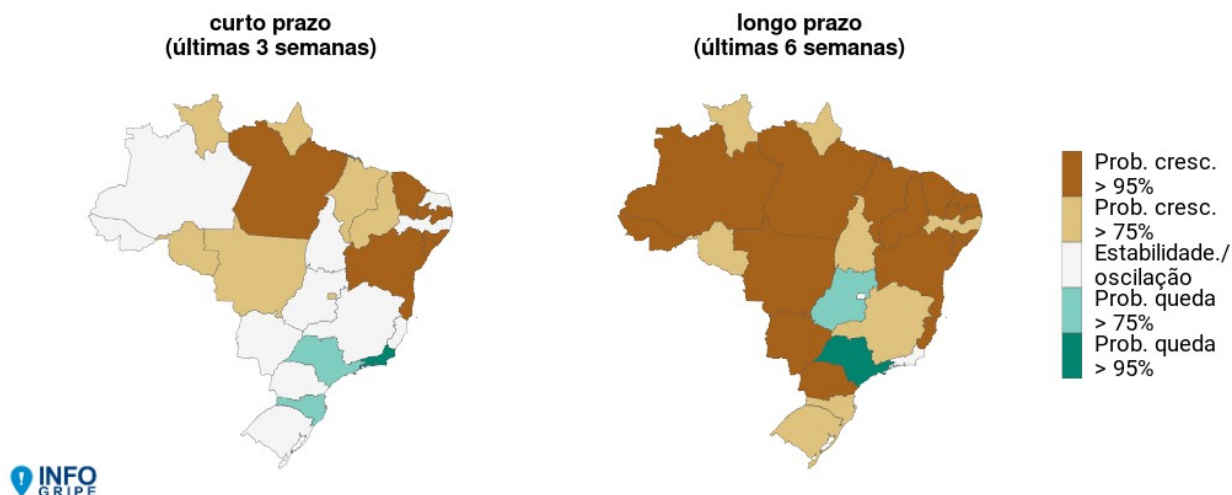 curto prazo
(últimas 3 semanas)
longo prazo
(últimas 6 semanas)
Prob. cresc.
> 95%
Prob. cresc.
> 75%
Estabilidade./
oscilação
Prob. queda
> 75%
Prob. queda
> 95%
INFO
GRIPE